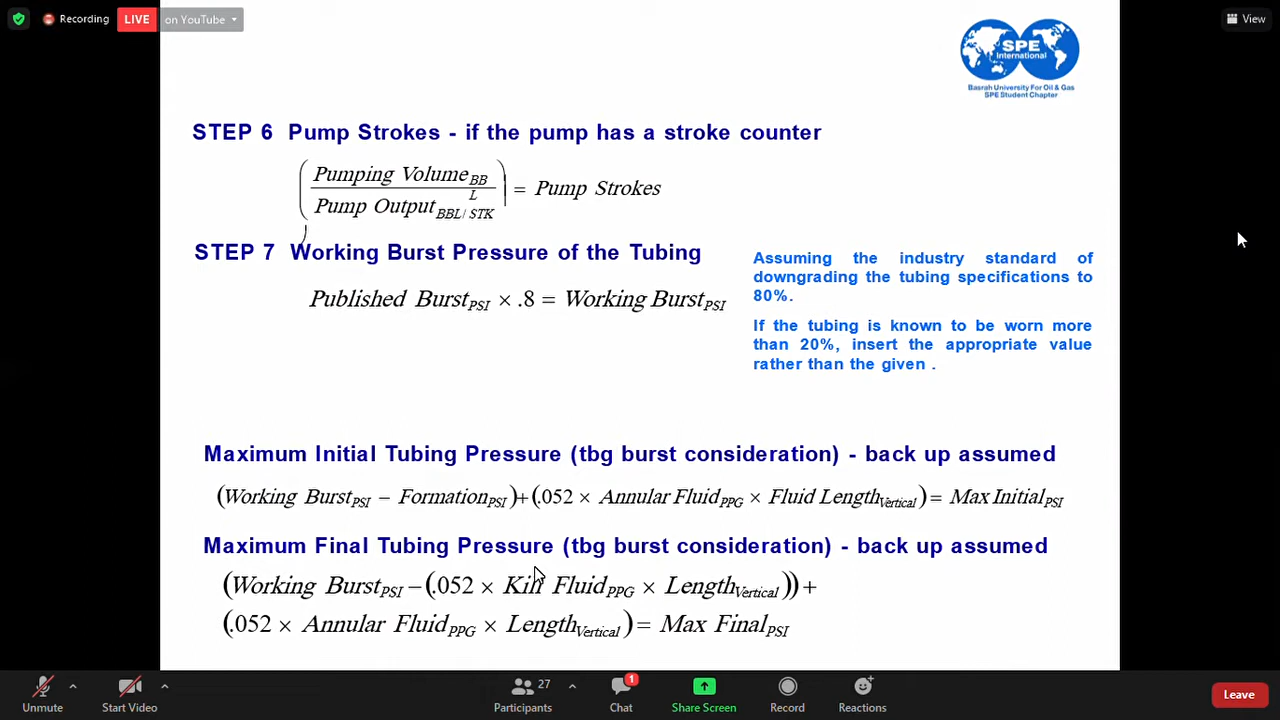 Recording
LIVE
on YouTube
View
SPE
International
Basrah University For Oil & Gas
SPE Student Chapter
STEP 6 Pump Strokes - if the pump has a stroke counter
(Pumping Volume BBL / Pump Output BBL/STK) = Pump Strokes
STEP 7 Working Burst Pressure of the Tubing
Published Burst PSI × .8 = Working Burst PSI
Assuming the industry standard of
downgrading the tubing specifications to
80%.
If the tubing is known to be worn more
than 20%, insert the appropriate value
rather than the given .
Maximum Initial Tubing Pressure (tbg burst consideration) - back up assumed
(Working Burst PSI − Formation PSI)+(.052 × Annular Fluid PPG × Fluid Length Vertical) = Max Initial PSI
Maximum Final Tubing Pressure (tbg burst consideration) - back up assumed
(Working Burst PSI −(.052 × Kill Fluid PPG × Length Vertical))+
(.052 × Annular Fluid PPG × Length Vertical) = Max Final PSI
Unmute
Start Video
27
Participants
1
Chat
Share Screen
Record
Reactions
Leave